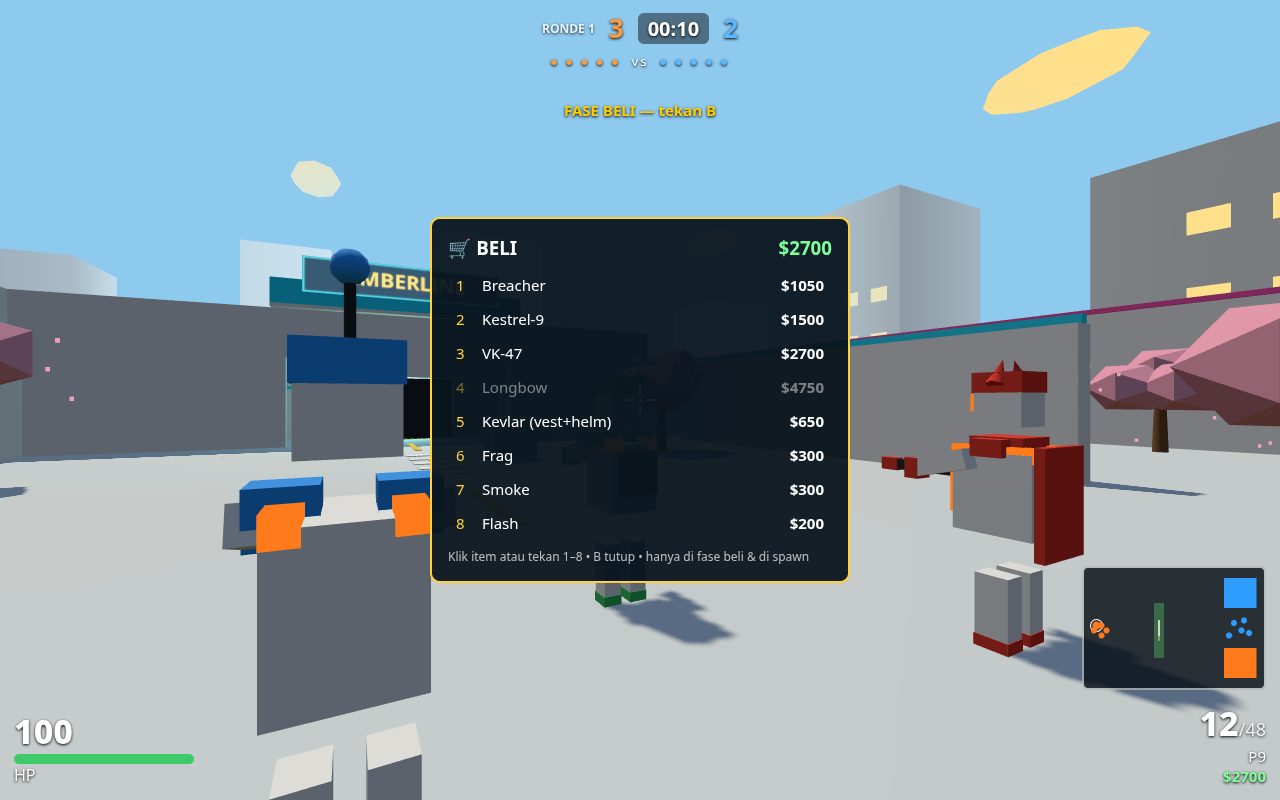 RONDE 1 3 00:10 2
VS
FASE BELI — tekan B
BELI $2700
1 Breacher $1050
2 Kestrel-9 $1500
3 VK-47 $2700
4 Longbow $4750
5 Kevlar (vest+helm) $650
6 Frag $300
7 Smoke $300
8 Flash $200
Klik item atau tekan 1–8 • B tutup • hanya di fase beli & di spawn
100
HP
12/48
P9
$2700